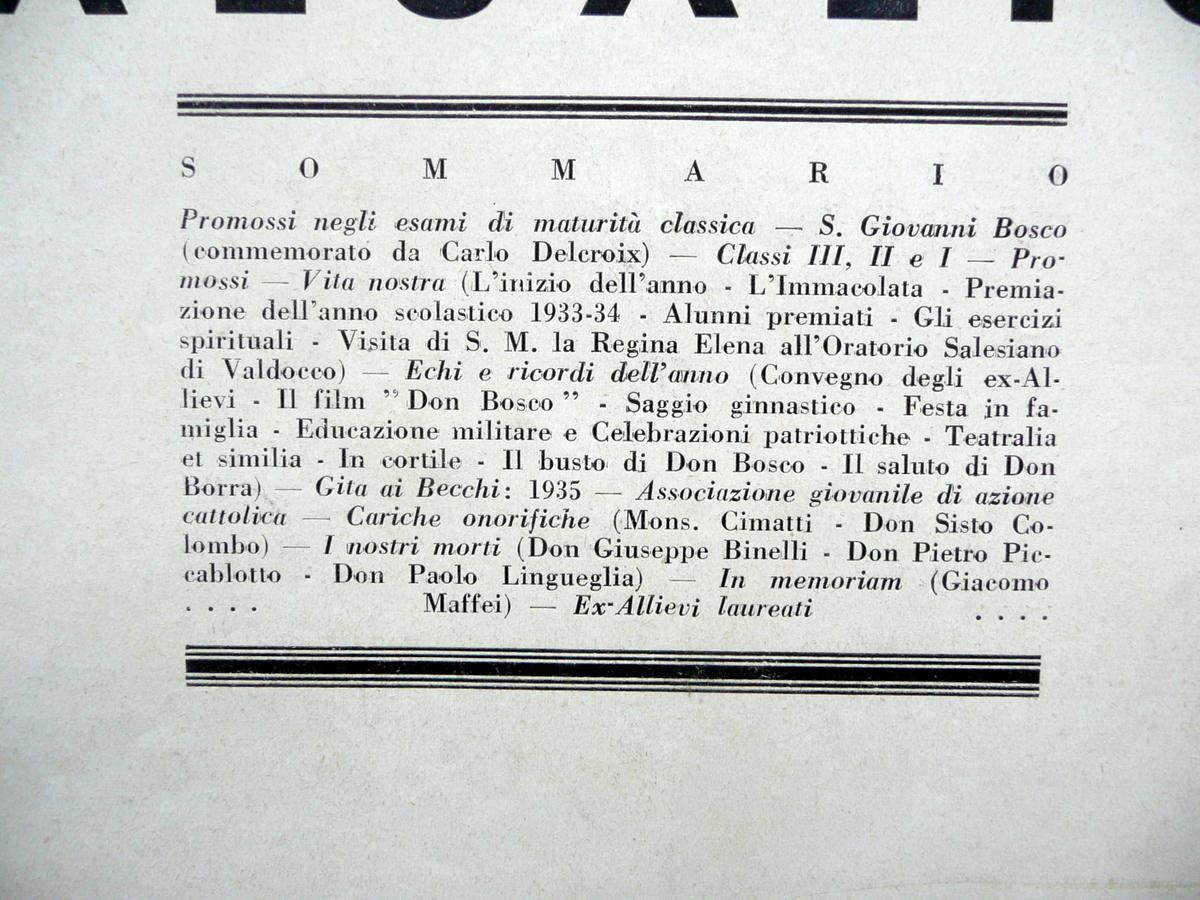 S O M M A R I O
Promossi negli esami di maturità classica — S. Giovanni Bosco
(commemorato da Carlo Delcroix) — Classi III, II e I — Pro-
mossi — Vita nostra (L'inizio dell'anno - L'Immacolata - Premia-
zione dell'anno scolastico 1933-34 - Alunni premiati - Gli esercizi
spirituali - Visita di S. M. la Regina Elena all'Oratorio Salesiano
di Valdocco) — Echi e ricordi dell'anno (Convegno degli ex-Al-
lievi - Il film ” Don Bosco ” - Saggio ginnastico - Festa in fa-
miglia - Educazione militare e Celebrazioni patriottiche - Teatralia
et similia - In cortile - Il busto di Don Bosco - Il saluto di Don
Borra) — Gita ai Becchi: 1935 — Associazione giovanile di azione
cattolica — Cariche onorifiche (Mons. Cimatti - Don Sisto Co-
lombo) — I nostri morti (Don Giuseppe Binelli - Don Pietro Pic-
cablotto - Don Paolo Lingueglia) — In memoriam (Giacomo
. . . . Maffei) — Ex-Allievi laureati . . . .